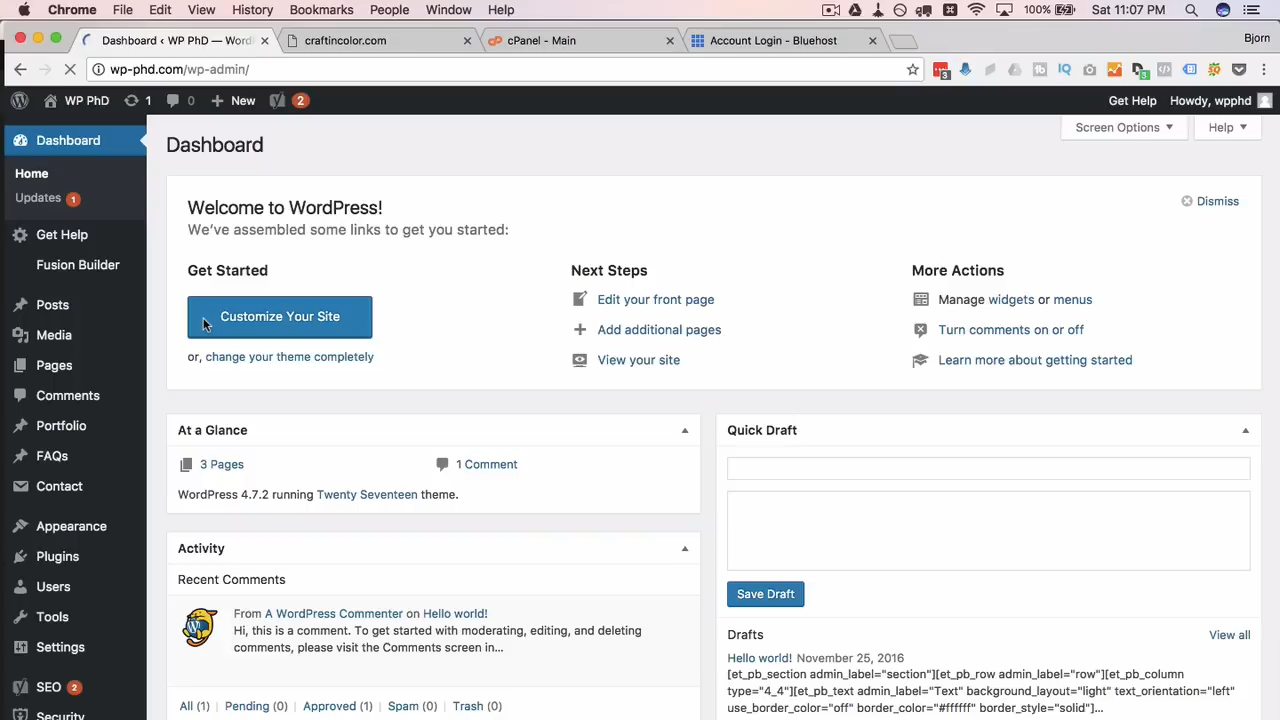 Chrome File Edit View History Bookmarks People Window Help 100% Sat 11:07 PM
Dashboard ‹ WP PhD — Word craftincolor.com cPanel - Main Account Login - Bluehost Bjorn
wp-phd.com/wp-admin/ 3 3
WP PhD 1 0 New 2 Get Help Howdy, wpphd
Dashboard
Home
Updates 1
Get Help
Fusion Builder
Posts
Media
Pages
Comments
Portfolio
FAQs
Contact
Appearance
Plugins
Users
Tools
Settings
SEO 2
Security
Screen Options Help
Dashboard
Welcome to WordPress! Dismiss
We’ve assembled some links to get you started:
Get Started
Customize Your Site
or, change your theme completely
Next Steps
Edit your front page
Add additional pages
View your site
More Actions
Manage widgets or menus
Turn comments on or off
Learn more about getting started
At a Glance
3 Pages 1 Comment
WordPress 4.7.2 running Twenty Seventeen theme.
Activity
Recent Comments
From A WordPress Commenter on Hello world!
Hi, this is a comment. To get started with moderating, editing, and deleting
comments, please visit the Comments screen in...
All (1) Pending (0) Approved (1) Spam (0) Trash (0)
Quick Draft
Save Draft
Drafts View all
Hello world! November 25, 2016
[et_pb_section admin_label="section"][et_pb_row admin_label="row"][et_pb_column
type="4_4"][et_pb_text admin_label="Text" background_layout="light" text_orientation="left"
use_border_color="off" border_color="#ffffff" border_style="solid"]...